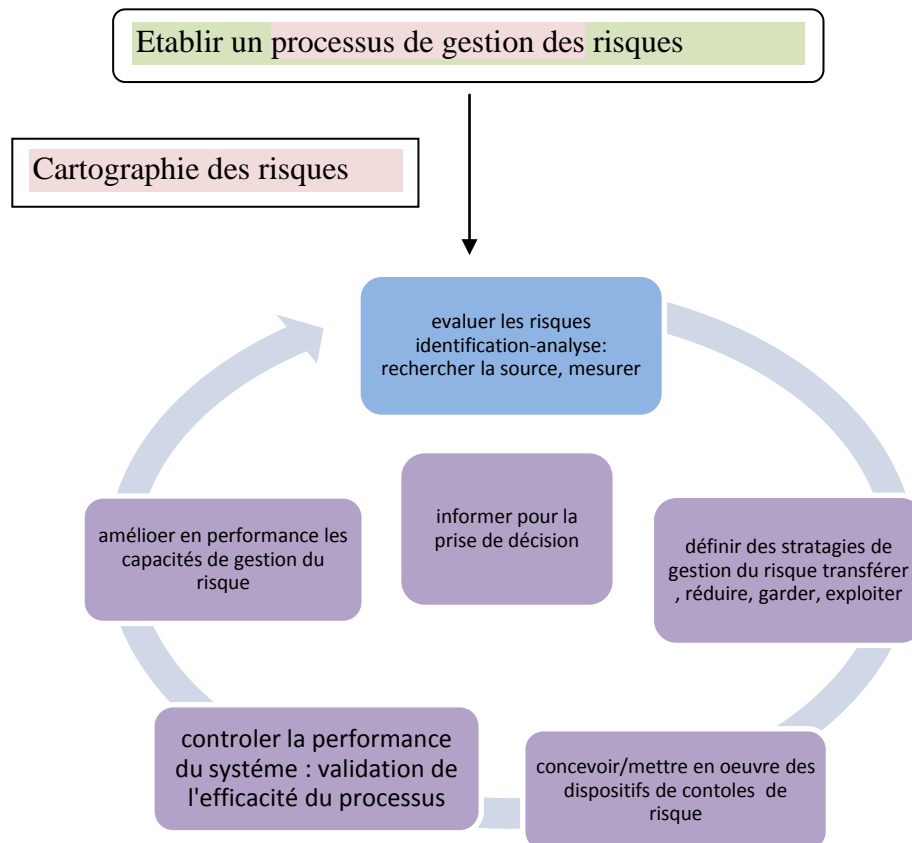 Etablir un processus de gestion des risques
Cartographie des risques
evaluer les risques
identification-analyse:
rechercher la source, mesurer
informer pour la
prise de décision
définir des stratagies de
gestion du risque transférer
, réduire, garder, exploiter
concevoir/mettre en oeuvre des
dispositifs de contoles de
risque
controler la performance
du systéme : validation de
l'efficacité du processus
amélioer en performance les
capacités de gestion du
risque